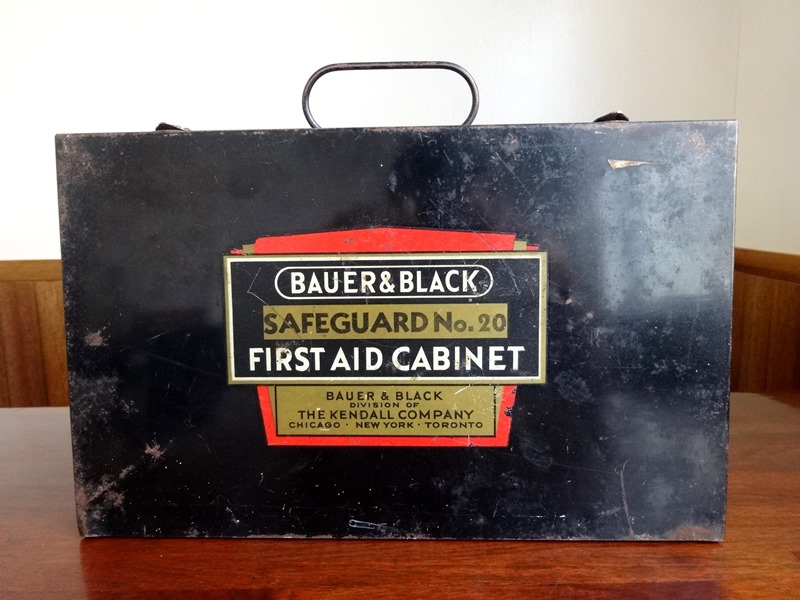 BAUER & BLACK
SAFEGUARD No. 20
FIRST AID CABINET
BAUER & BLACK
DIVISION OF
THE KENDALL COMPANY
CHICAGO · NEW YORK · TORONTO